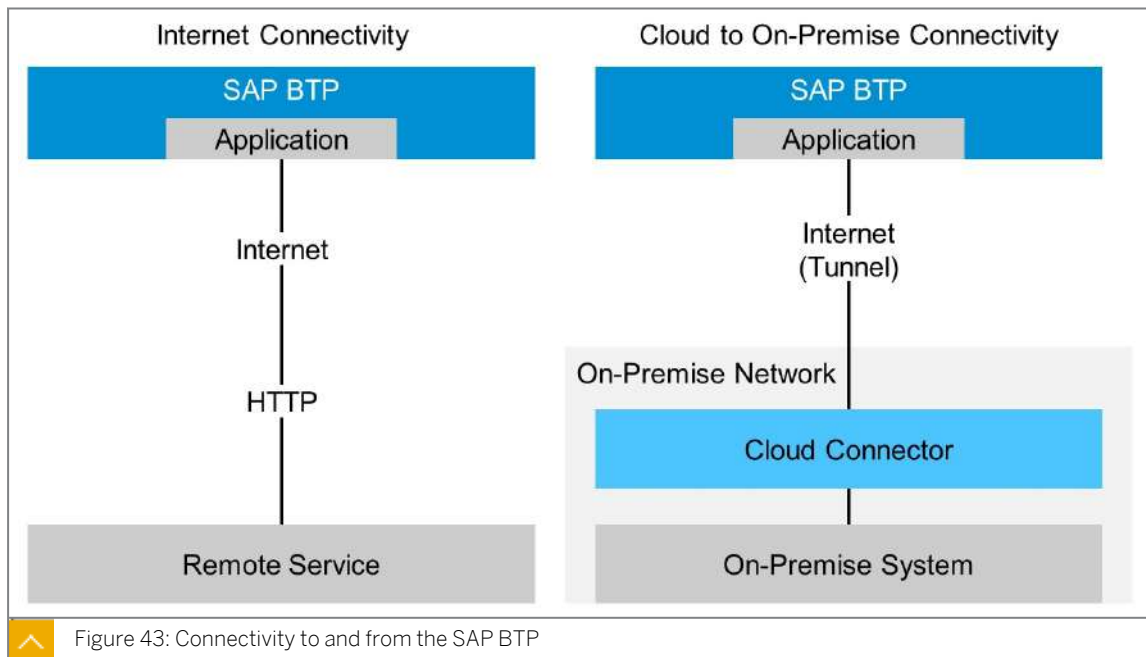 Internet Connectivity
SAP BTP
Application
Internet
HTTP
Remote Service
Cloud to On-Premise Connectivity
SAP BTP
Application
Internet
(Tunnel)
On-Premise Network
Cloud Connector
On-Premise System
Figure 43: Connectivity to and from the SAP BTP